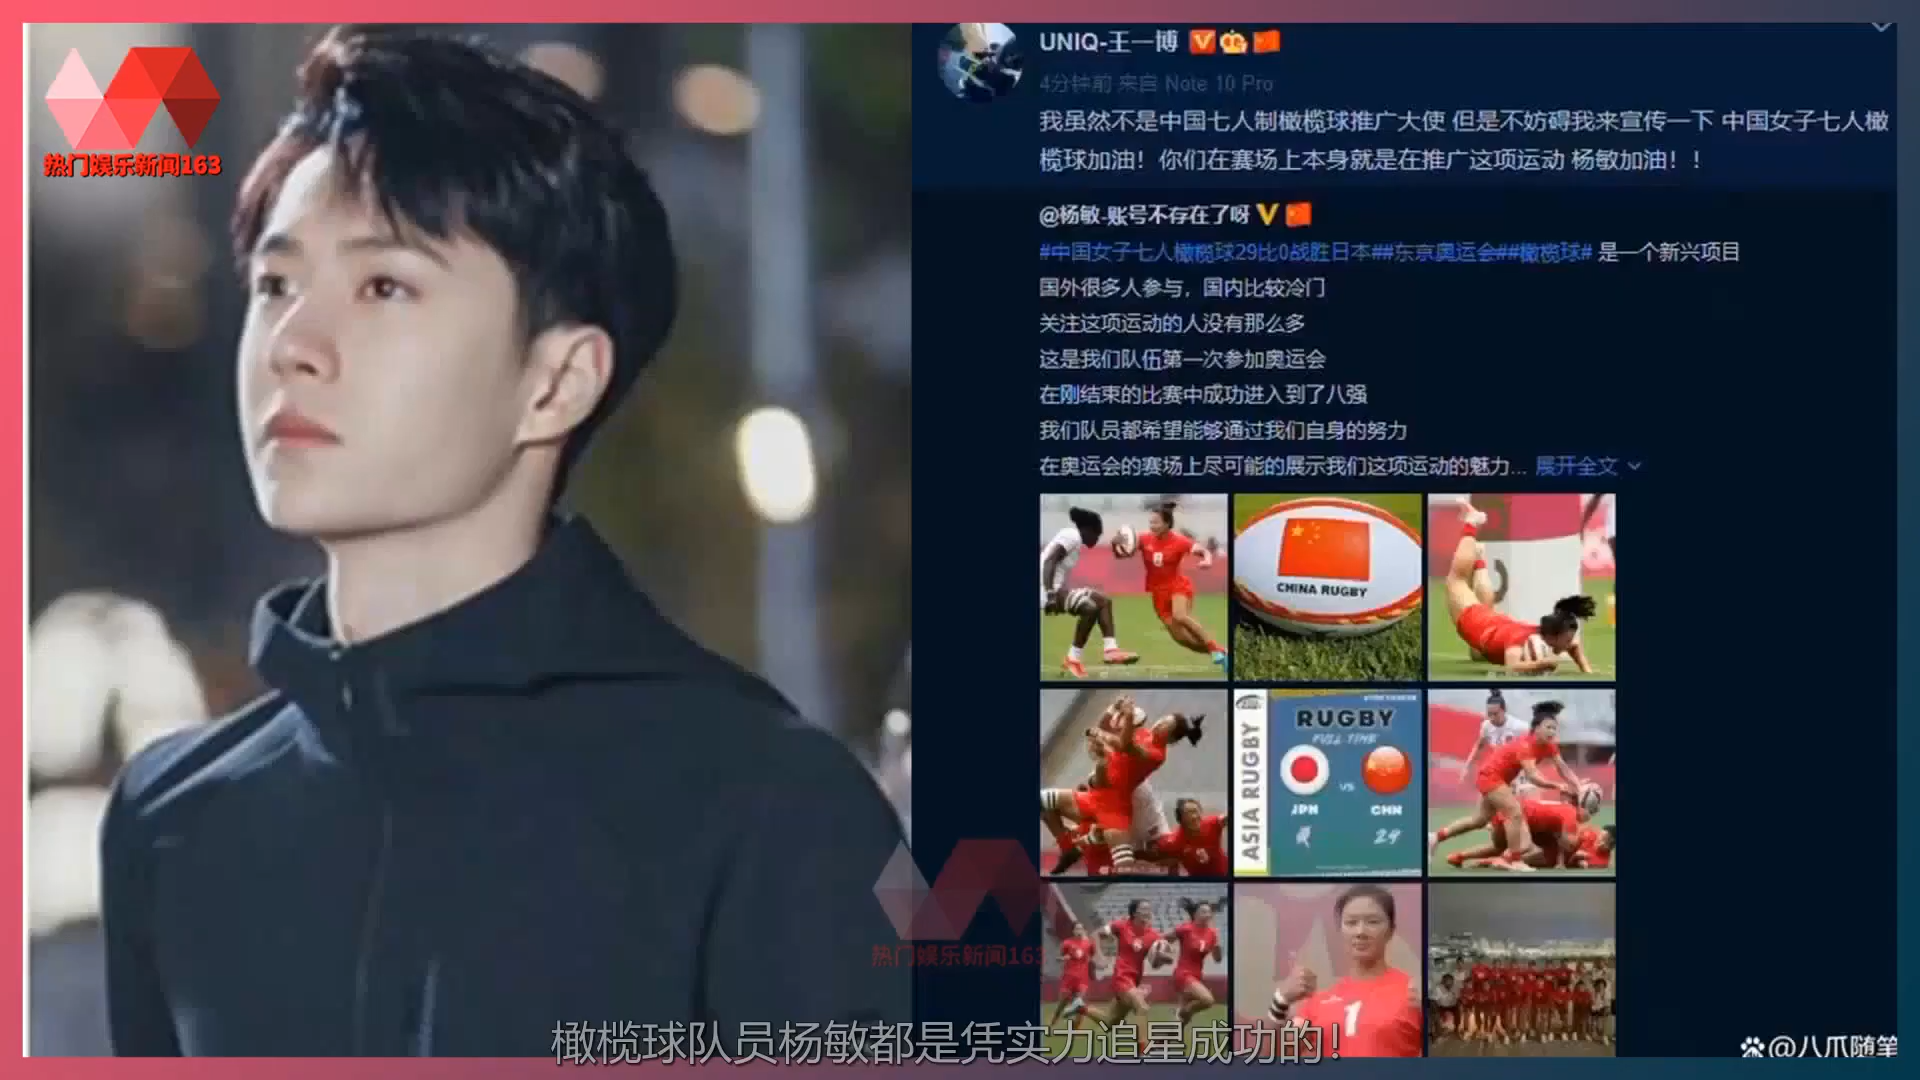 热门娱乐新闻163
UNIQ-王一博
4分钟前 来自 Note 10 Pro
我虽然不是中国七人制橄榄球推广大使 但是不妨碍我来宣传一下 中国女子七人橄
榄球加油！你们在赛场上本身就是在推广这项运动 杨敏加油！！
@杨敏-账号不存在了呀
#中国女子七人橄榄球29比0战胜日本##东京奥运会##橄榄球# 是一个新兴项目
国外很多人参与，国内比较冷门
关注这项运动的人没有那么多
这是我们队伍第一次参加奥运会
在刚结束的比赛中成功进入到了八强
我们队员都希望能够通过我们自身的努力
在奥运会的赛场上尽可能的展示我们这项运动的魅力... 展开全文
CHINA RUGBY
ASIA RUGBY
RUGBY
FULL TIME
VS
JPN
CHN
29
1
热门娱乐新闻163
橄榄球队员杨敏都是凭实力追星成功的！
@八爪随笔